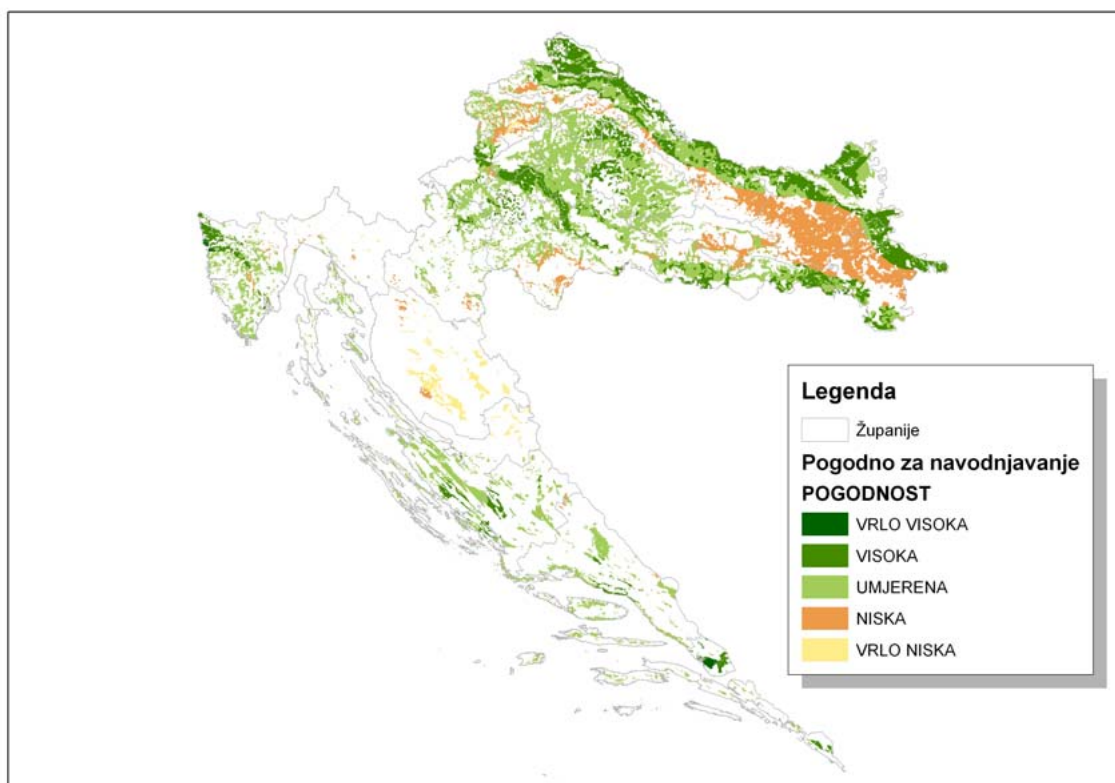 Legenda
Županije
Pogodno za navodnjavanje
POGODNOST
VRLO VISOKA
VISOKA
UMJERENA
NISKA
VRLO NISKA